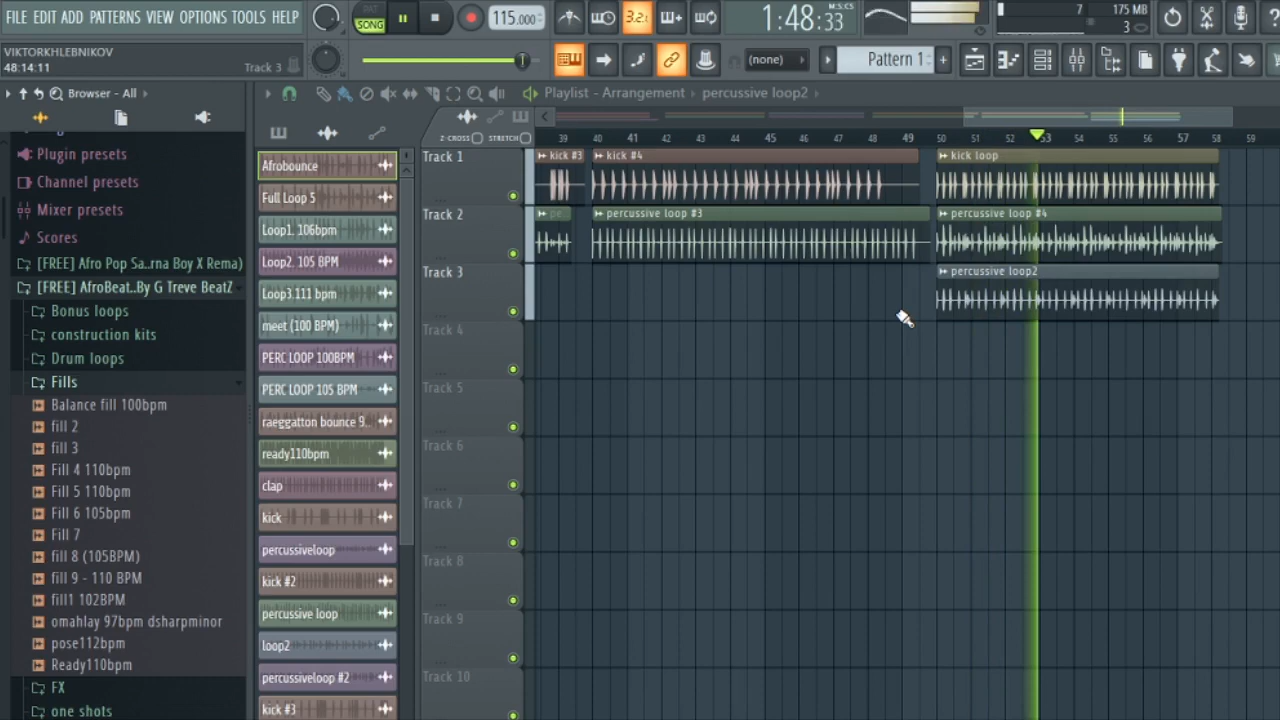 FILE EDIT ADD PATTERNS VIEW OPTIONS TOOLS HELP
PAT
SONG
115.000
3.2
1:48:33
M:S:CS
7
175 MB
3
VIKTORKHLEBNIKOV
48:14:11
Track 3
(none)
Pattern 1
Browser - All
Playlist - Arrangement
percussive loop2
Z-CROSS
STRETCH
39 40 41 42 43 44 45 46 47 48 49 50 51 52 53 54 55 56 57 58 59
Plugin presets
Channel presets
Mixer presets
Scores
[FREE] Afro Pop Sa..rna Boy X Rema)
[FREE] AfroBeat..By G Treve BeatZ
Bonus loops
construction kits
Drum loops
Fills
Balance fill 100bpm
fill 2
fill 3
Fill 4 110bpm
Fill 5 110bpm
Fill 6 105bpm
Fill 7
fill 8 (105BPM)
fill 9 - 110 BPM
fill1 102BPM
omahlay 97bpm dsharpminor
pose112bpm
Ready110bpm
FX
one shots
Afrobounce
Full Loop 5
Loop1. 106bpm
Loop2. 105 BPM
Loop3.111 bpm
meet (100 BPM)
PERC LOOP 100BPM
PERC LOOP 105 BPM
raeggatton bounce 9..
ready110bpm
clap
kick
percussiveloop
kick #2
percussive loop
loop2
percussiveloop #2
kick #3
Track 1
kick #3
kick #4
kick loop
Track 2
pe..
percussive loop #3
percussive loop #4
Track 3
percussive loop2
Track 4
Track 5
Track 6
Track 7
Track 8
Track 9
Track 10